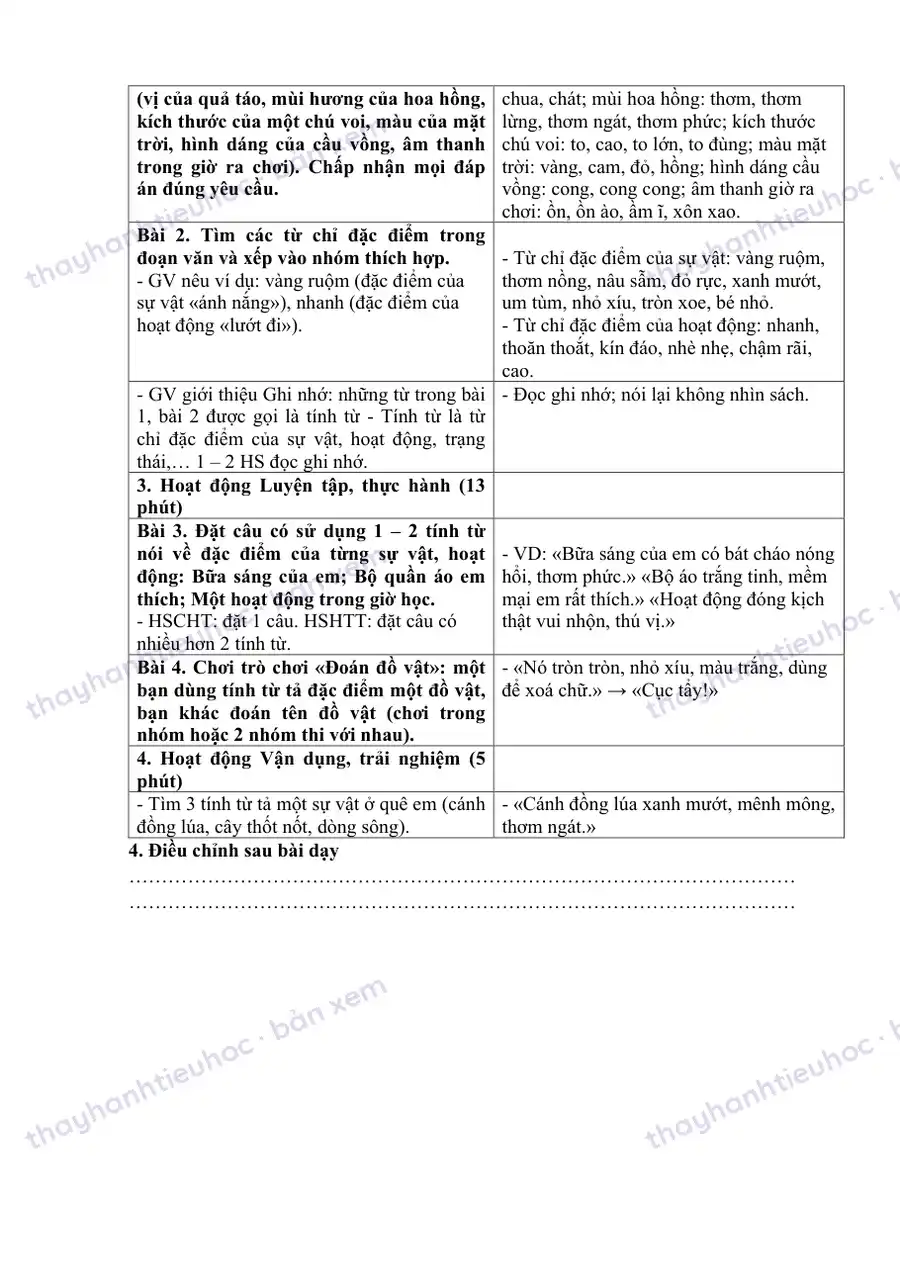 (vị của quả táo, mùi hương của hoa hồng,
kích thước của một chú voi, màu của mặt
trời, hình dáng của cầu vồng, âm thanh
trong giờ ra chơi). Chấp nhận mọi đáp
án đúng yêu cầu.
chua, chát; mùi hoa hồng: thơm, thơm
lừng, thơm ngát, thơm phức; kích thước
chú voi: to, cao, to lớn, to đùng; màu mặt
trời: vàng, cam, đỏ, hồng; hình dáng cầu
vồng: cong, cong cong; âm thanh giờ ra
chơi: ồn, ồn ào, ầm ĩ, xôn xao.
Bài 2. Tìm các từ chỉ đặc điểm trong
đoạn văn và xếp vào nhóm thích hợp.
- GV nêu ví dụ: vàng ruộm (đặc điểm của
sự vật «ánh nắng»), nhanh (đặc điểm của
hoạt động «lướt đi»).
- Từ chỉ đặc điểm của sự vật: vàng ruộm,
thơm nồng, nâu sẫm, đỏ rực, xanh mướt,
um tùm, nhỏ xíu, tròn xoe, bé nhỏ.
- Từ chỉ đặc điểm của hoạt động: nhanh,
thoăn thoắt, kín đáo, nhè nhẹ, chậm rãi,
cao.
- GV giới thiệu Ghi nhớ: những từ trong bài
1, bài 2 được gọi là tính từ - Tính từ là từ
chỉ đặc điểm của sự vật, hoạt động, trạng
thái,… 1 – 2 HS đọc ghi nhớ.
- Đọc ghi nhớ; nói lại không nhìn sách.
3. Hoạt động Luyện tập, thực hành (13
phút)
Bài 3. Đặt câu có sử dụng 1 – 2 tính từ
nói về đặc điểm của từng sự vật, hoạt
động: Bữa sáng của em; Bộ quần áo em
thích; Một hoạt động trong giờ học.
- HSCHT: đặt 1 câu. HSHTT: đặt câu có
nhiều hơn 2 tính từ.
- VD: «Bữa sáng của em có bát cháo nóng
hổi, thơm phức.» «Bộ áo trắng tinh, mềm
mại em rất thích.» «Hoạt động đóng kịch
thật vui nhộn, thú vị.»
Bài 4. Chơi trò chơi «Đoán đồ vật»: một
bạn dùng tính từ tả đặc điểm một đồ vật,
bạn khác đoán tên đồ vật (chơi trong
nhóm hoặc 2 nhóm thi với nhau).
- «Nó tròn tròn, nhỏ xíu, màu trắng, dùng
để xoá chữ.» → «Cục tẩy!»
4. Hoạt động Vận dụng, trải nghiệm (5
phút)
- Tìm 3 tính từ tả một sự vật ở quê em (cánh
đồng lúa, cây thốt nốt, dòng sông).
- «Cánh đồng lúa xanh mướt, mênh mông,
thơm ngát.»
4. Điều chỉnh sau bài dạy
……………………………………………………………………………………
……………………………………………………………………………………
thayhanhtieuhoc · bản xem
thayhanhtieuhoc · b
thayhanhtieuhoc · bản xem
thayhanhtieuhoc · b
thayhanhtieuhoc · bản xem
thayhanhtieuhoc · b